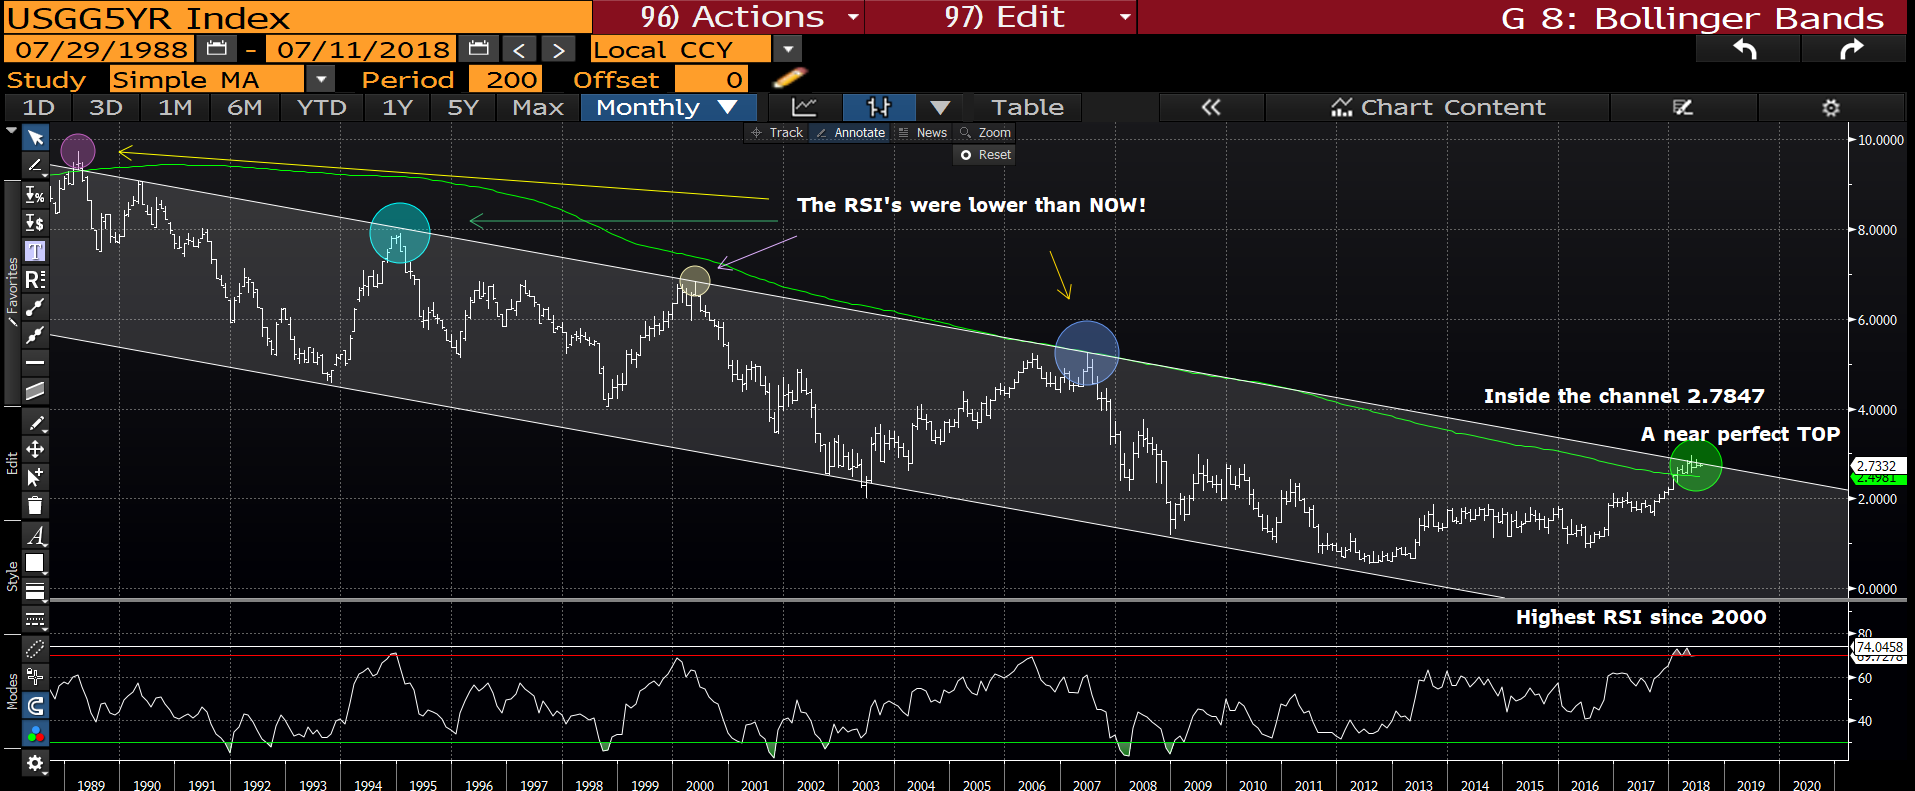 USGG5YR Index
96) Actions
97) Edit
G 8: Bollinger Bands
07/29/1988 - 07/11/2018 < > Local CCY
Study Simple MA Period 200 Offset 0
1D 3D 1M 6M YTD 1Y 5Y Max Monthly ▼ Table « Chart Content
Track Annotate News Zoom
Reset
Favorites
Edit
Style
Modes
%
$
T
R
A
The RSI's were lower than NOW!
Inside the channel 2.7847
A near perfect TOP
10.0000
8.0000
6.0000
4.0000
2.7332
2.4981
2.0000
0.0000
Highest RSI since 2000
80
74.0458
69.7278
60
40
1989 1990 1991 1992 1993 1994 1995 1996 1997 1998 1999 2000 2001 2002 2003 2004 2005 2006 2007 2008 2009 2010 2011 2012 2013 2014 2015 2016 2017 2018 2019 2020